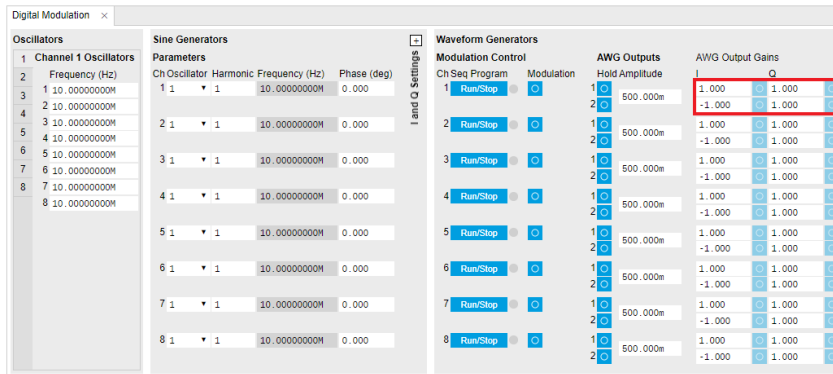 Digital Modulation ×
Oscillators
1 Channel 1 Oscillators
2 Frequency (Hz)
3
4
5
6
7
8
1 10.00000000M
2 10.00000000M
3 10.00000000M
4 10.00000000M
5 10.00000000M
6 10.00000000M
7 10.00000000M
8 10.00000000M
Sine Generators
Parameters
Ch Oscillator Harmonic Frequency (Hz) Phase (deg)
1 1 ▼ 1 10.00000000M 0.000
2 1 ▼ 1 10.00000000M 0.000
3 1 ▼ 1 10.00000000M 0.000
4 1 ▼ 1 10.00000000M 0.000
5 1 ▼ 1 10.00000000M 0.000
6 1 ▼ 1 10.00000000M 0.000
7 1 ▼ 1 10.00000000M 0.000
8 1 ▼ 1 10.00000000M 0.000
+
I and Q Settings
Waveform Generators
Modulation Control AWG Outputs AWG Output Gains
Ch Seq Program Modulation Hold Amplitude I Q
1 Run/Stop 1 500.000m 1.000 1.000
2 -1.000 1.000
2 Run/Stop 1 500.000m 1.000 1.000
2 -1.000 1.000
3 Run/Stop 1 500.000m 1.000 1.000
2 -1.000 1.000
4 Run/Stop 1 500.000m 1.000 1.000
2 -1.000 1.000
5 Run/Stop 1 500.000m 1.000 1.000
2 -1.000 1.000
6 Run/Stop 1 500.000m 1.000 1.000
2 -1.000 1.000
7 Run/Stop 1 500.000m 1.000 1.000
2 -1.000 1.000
8 Run/Stop 1 500.000m 1.000 1.000
2 -1.000 1.000